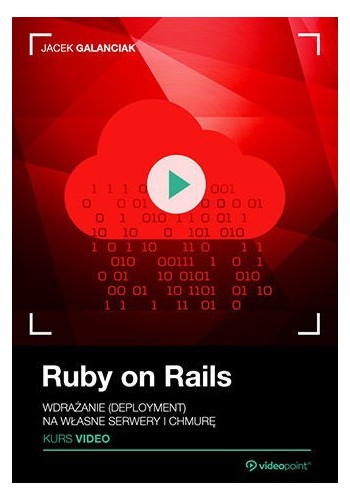 JACEK GALANCIAK
Ruby on Rails
WDRAŻANIE (DEPLOYMENT)
NA WŁASNE SERWERY I CHMURĘ
KURS VIDEO
videopoint